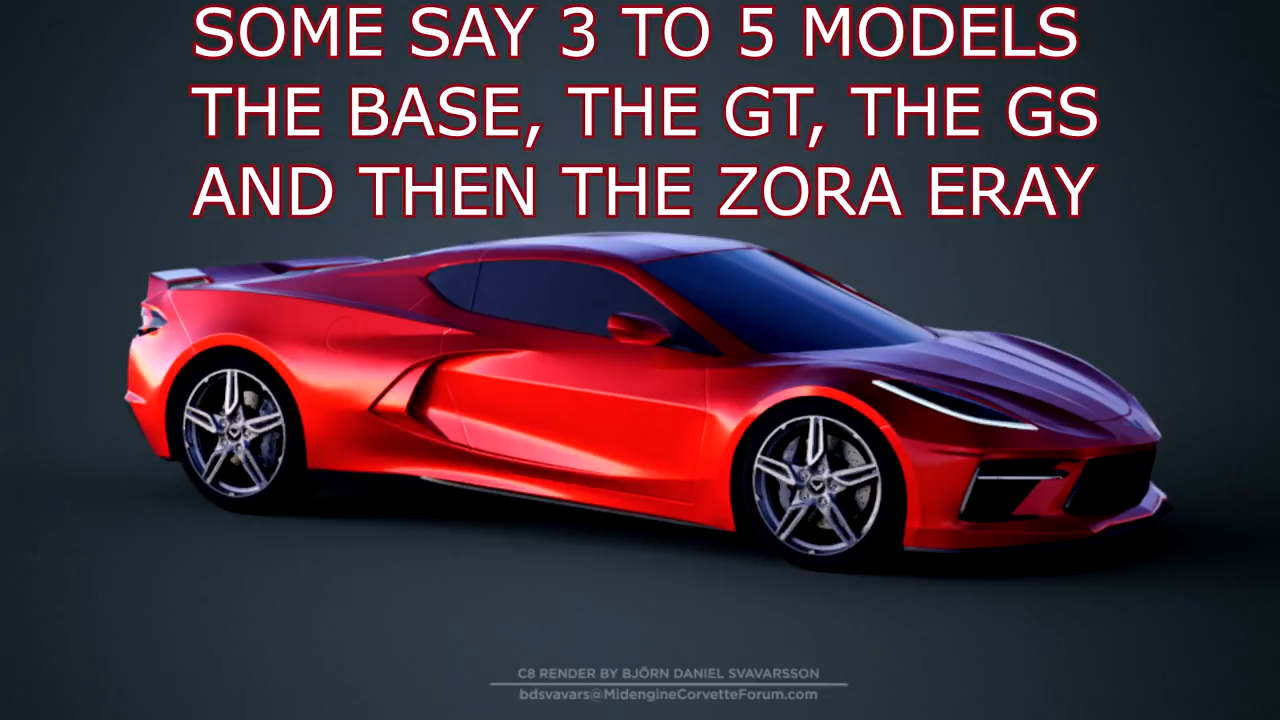 SOME SAY 3 TO 5 MODELS
THE BASE, THE GT, THE GS
AND THEN THE ZORA ERAY
C8 RENDER BY BJÖRN DANIEL SVAVARSSON
bdsvavars@MidengineCorvetteForum.com